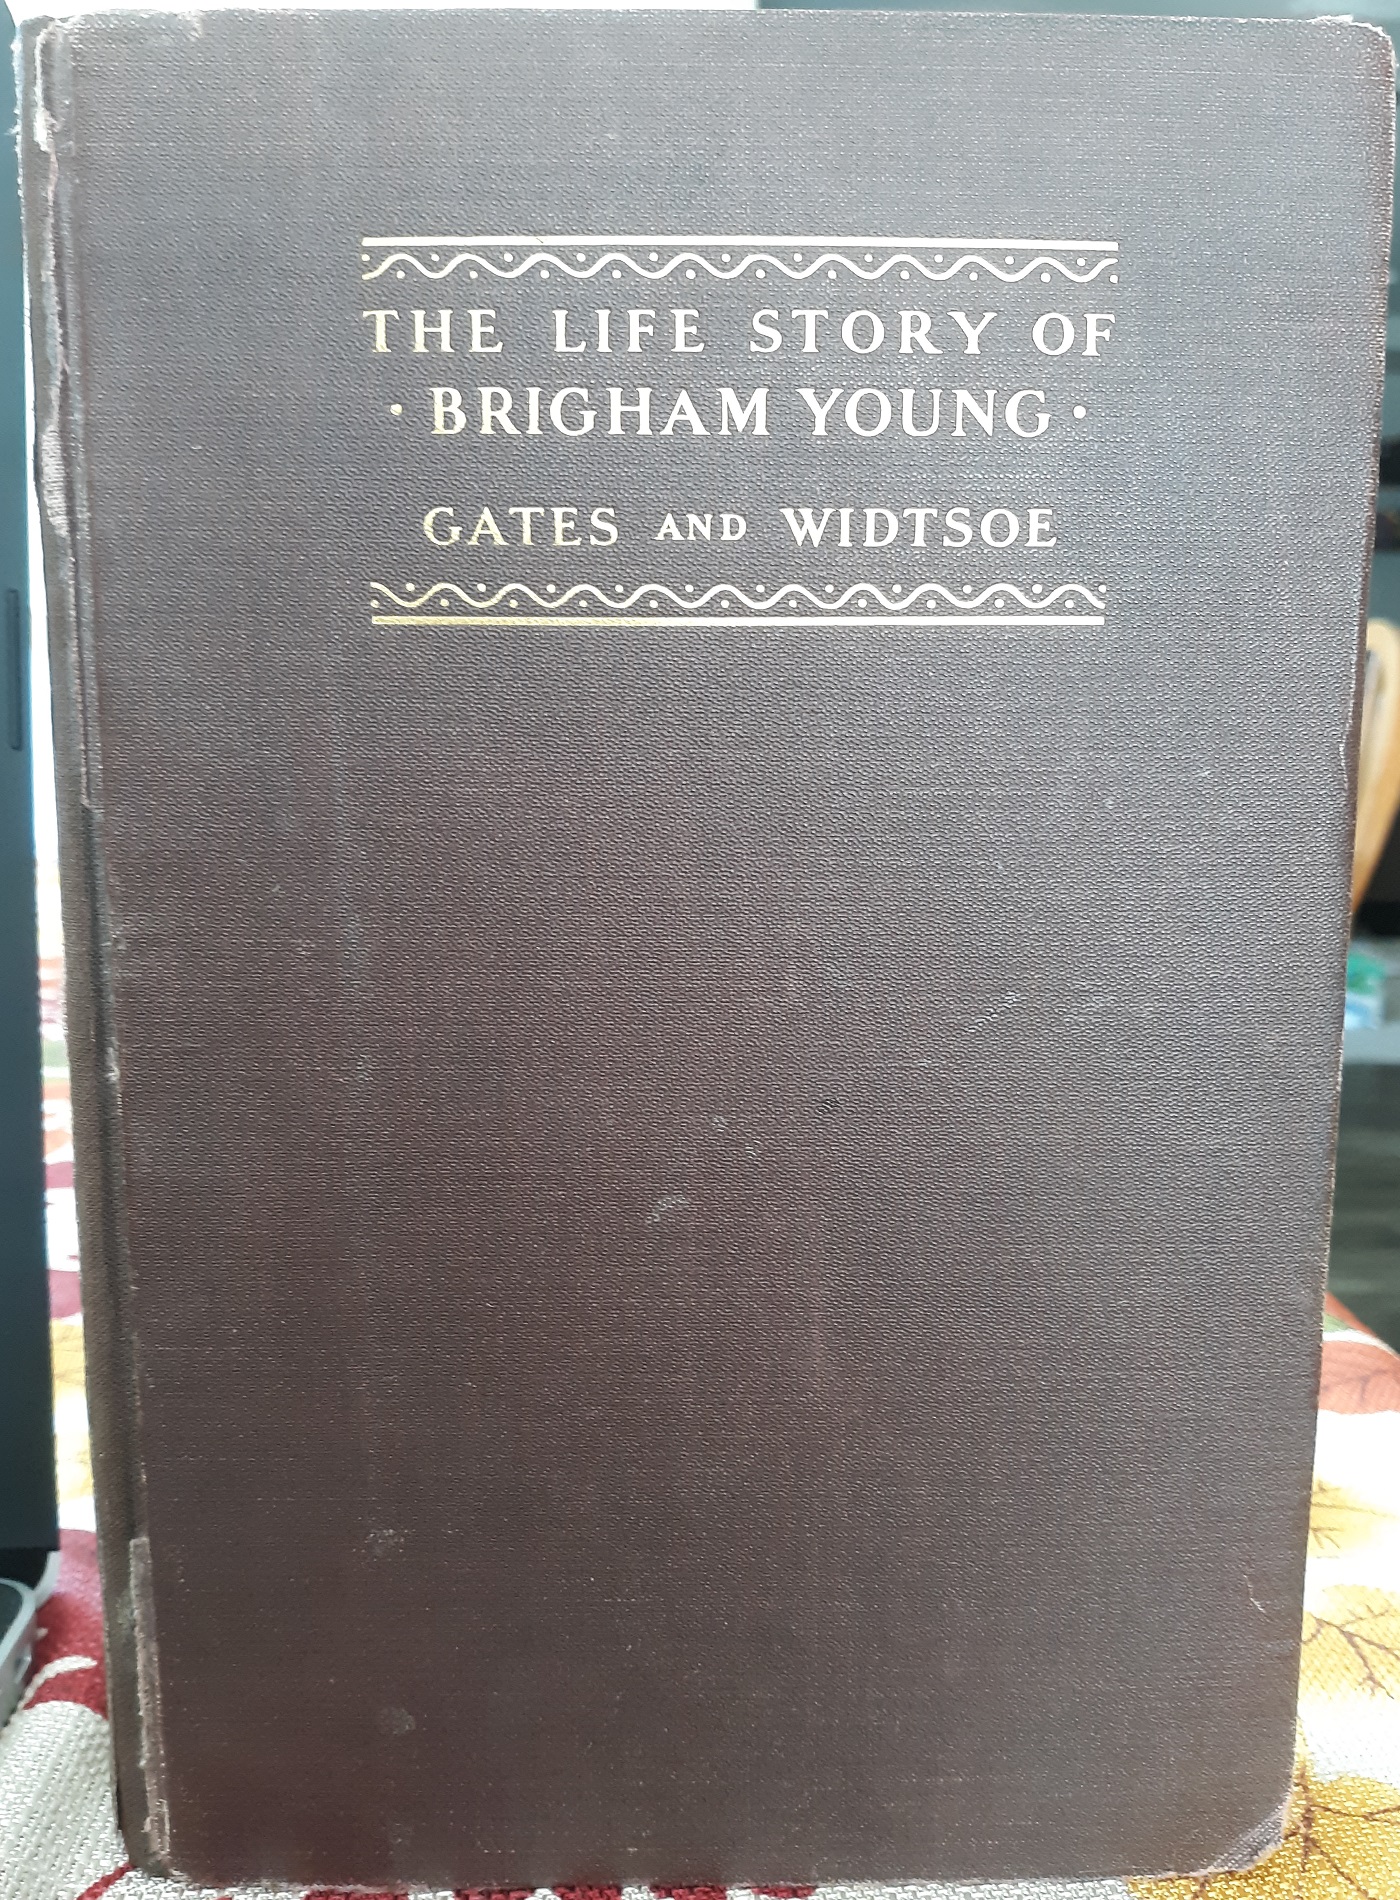 THE LIFE STORY OF
· BRIGHAM YOUNG ·
GATES AND WIDTSOE